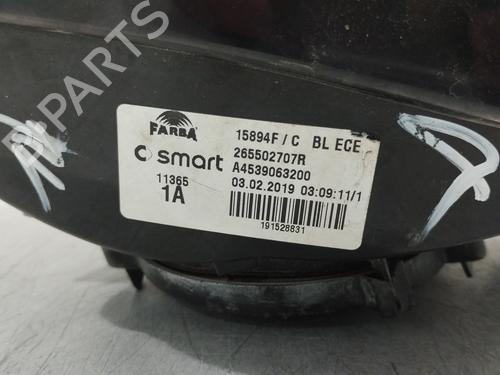 FARBA
15894F / C BL ECE
smart
265502707R
A4539063200
11365
03.02.2019 03:09:11/1
1A
191528831
B-PARTS